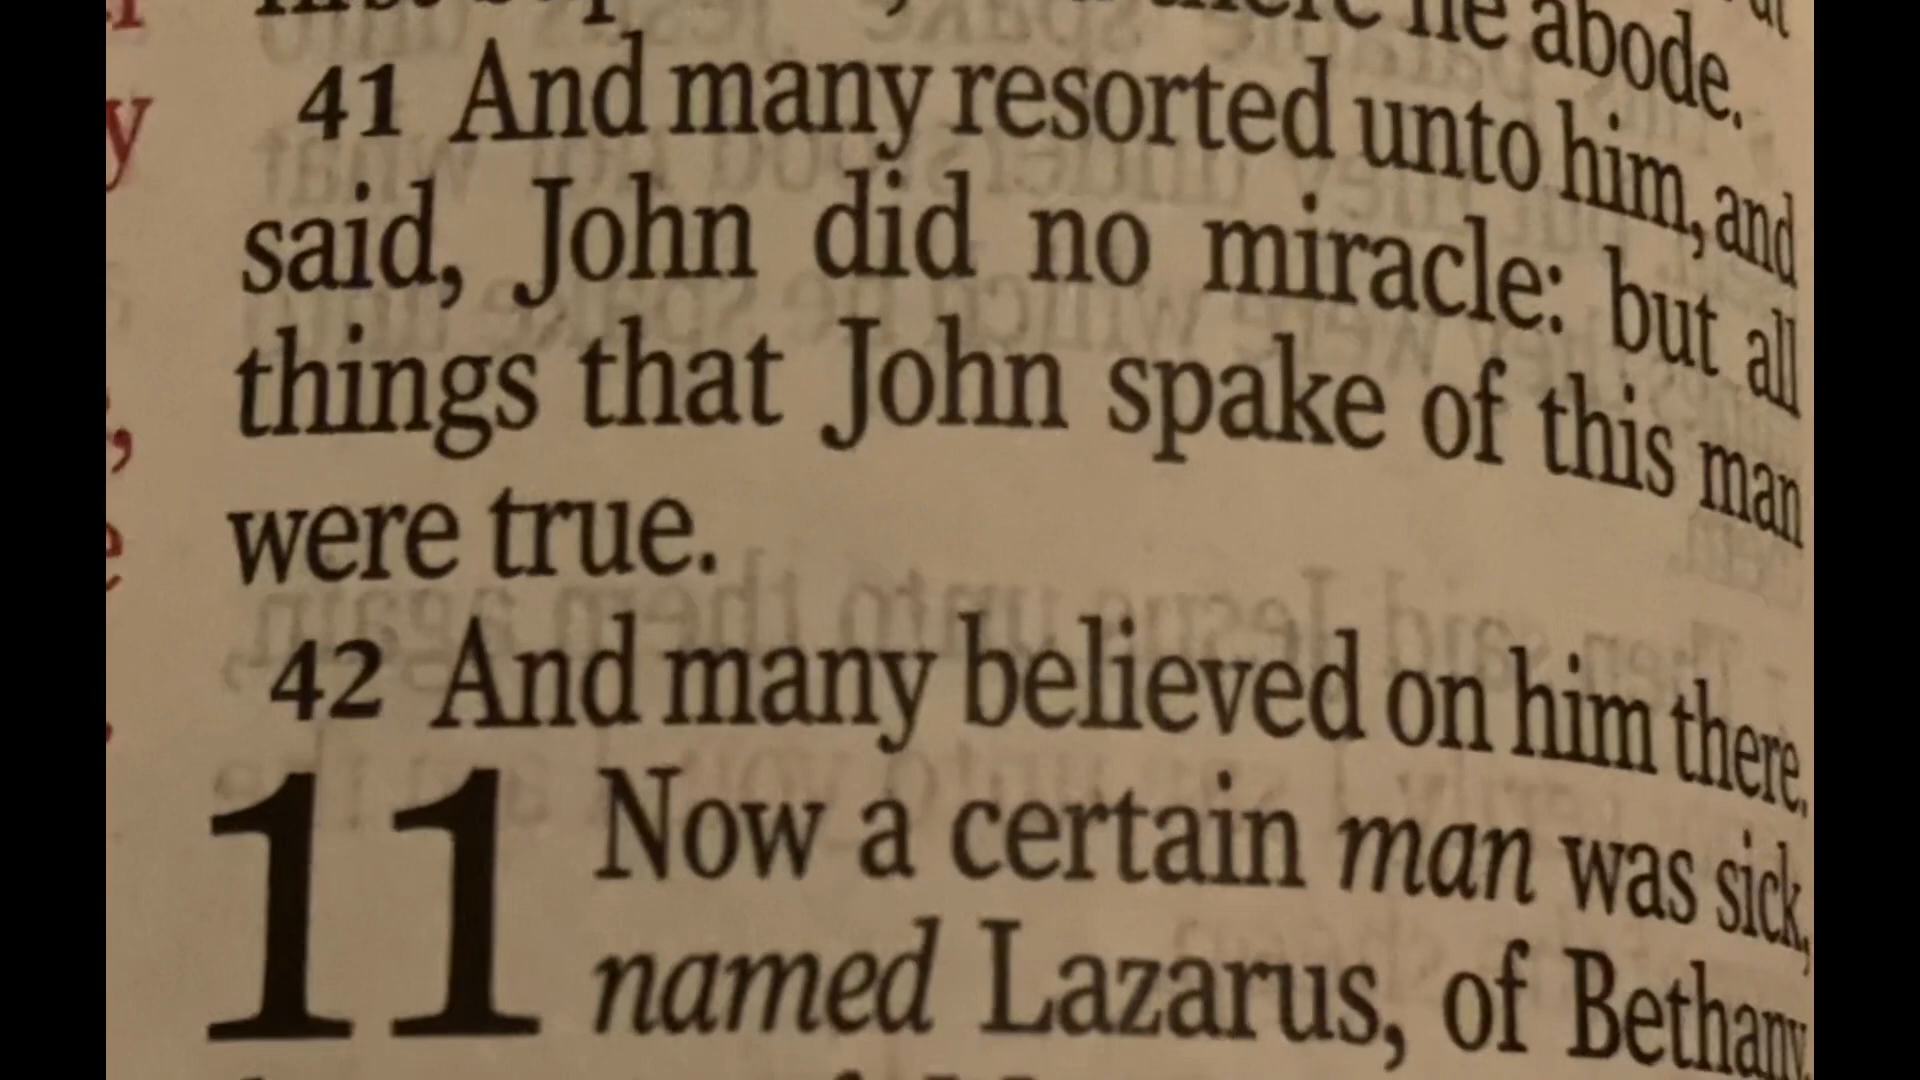 he abode.
41 And many resorted unto him, and
said, John did no miracle: but all
things that John spake of this man
were true.
42 And many believed on him there.
11 Now a certain man was sick,
named Lazarus, of Bethany,